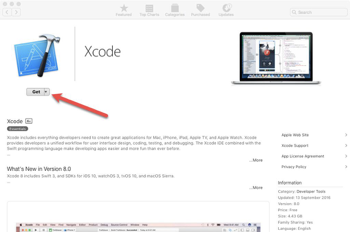 Featured Top Charts Categories Purchased Updates
Search
Xcode
Get
Xcode 4+
Essentials
Xcode includes everything developers need to create great applications for Mac, iPhone, iPad, Apple TV, and Apple Watch. Xcode
provides developers a unified workflow for user interface design, coding, testing, and debugging. The Xcode IDE combined with the
Swift programming language make developing apps easier and more fun than ever before.
...
...More
What's New in Version 8.0
Xcode 8 includes Swift 3, and SDKs for iOS 10, watchOS 3, tvOS 10, and macOS Sierra.
...
...More
Apple Web Site
Xcode Support
App License Agreement
Privacy Policy
Information
Category: Developer Tools
Updated: 13 September 2016
Version: 8.0
Price: Free
Size: 4.43 GB
Family Sharing: Yes
Language: English